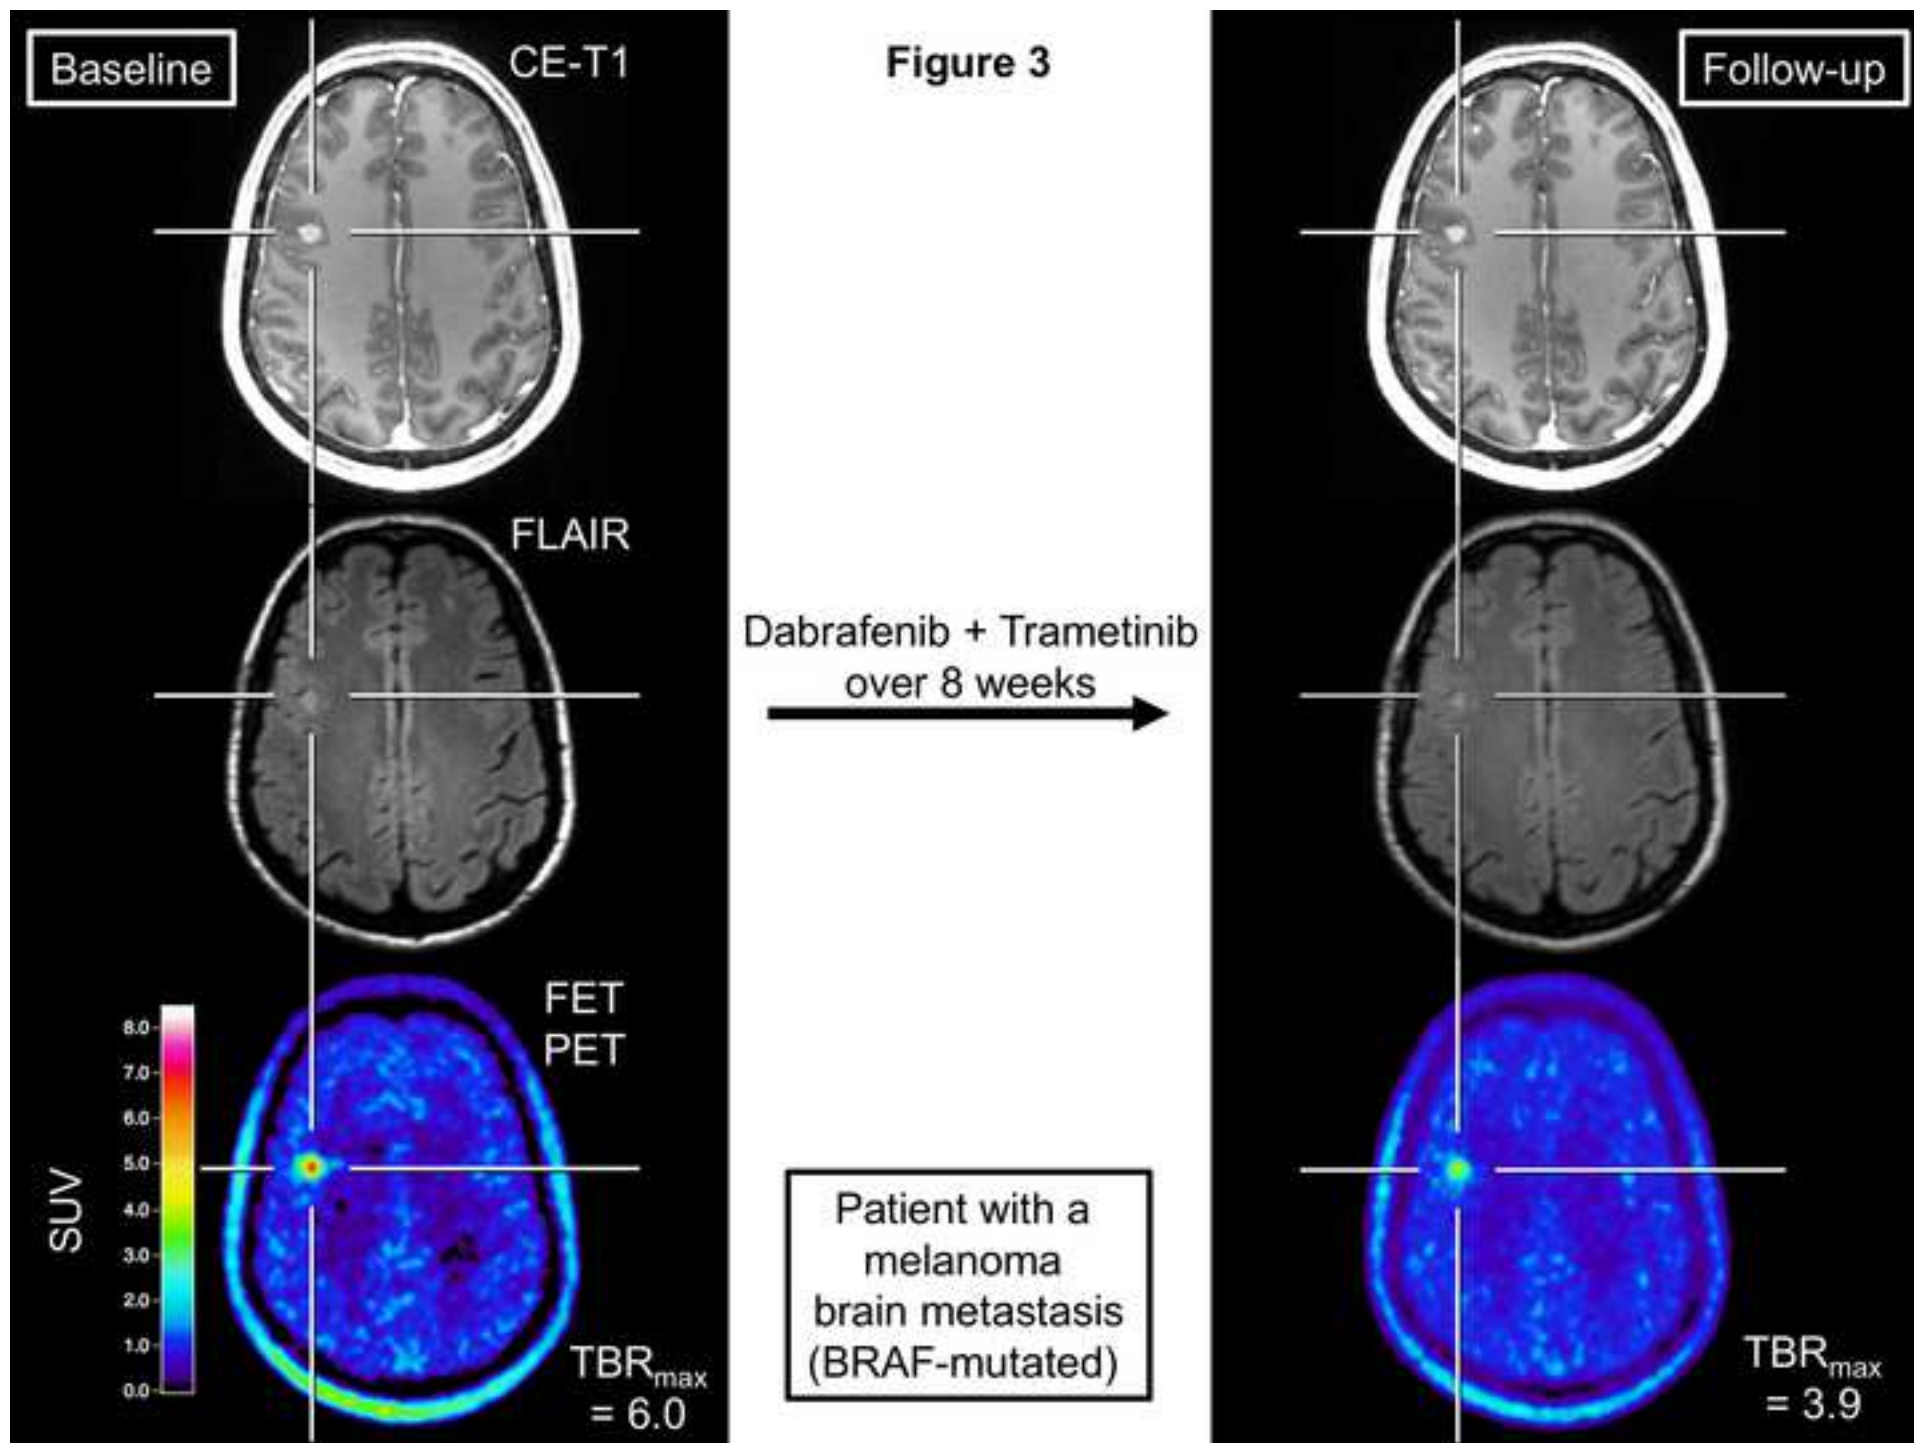 Baseline
CE-T1
Figure 3
Follow-up
FLAIR
Dabrafenib + Trametinib
over 8 weeks
FET
PET
SUV
8.0
7.0
6.0
5.0
4.0
3.0
2.0
1.0
0.0
TBRmax
= 6.0
Patient with a
melanoma
brain metastasis
(BRAF-mutated)
TBRmax
= 3.9